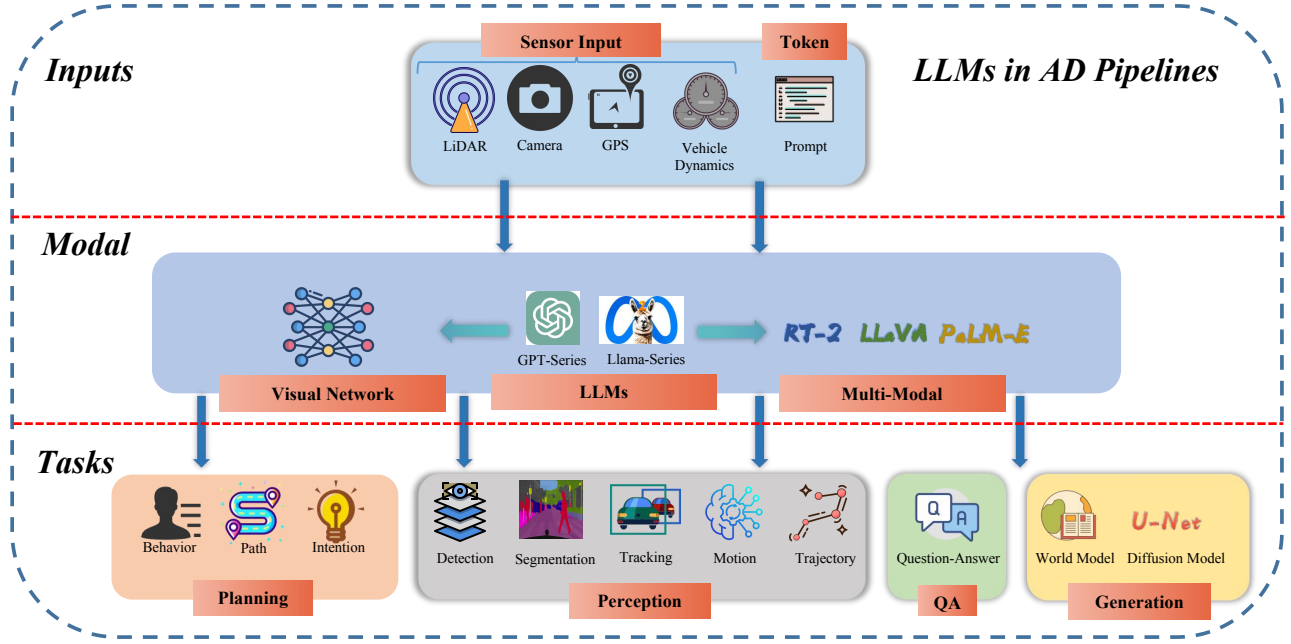 Inputs
Sensor Input
Token
LLMs in AD Pipelines
LiDAR
Camera
GPS
Vehicle
Dynamics
Prompt
Modal
GPT-Series
Llama-Series
RT-2
LLaVA
PaLM-E
Visual Network
LLMs
Multi-Modal
Tasks
Behavior
Path
Intention
Planning
Detection
Segmentation
Tracking
Motion
Trajectory
Perception
Q
A
Question-Answer
QA
World Model
U-Net
Diffusion Model
Generation